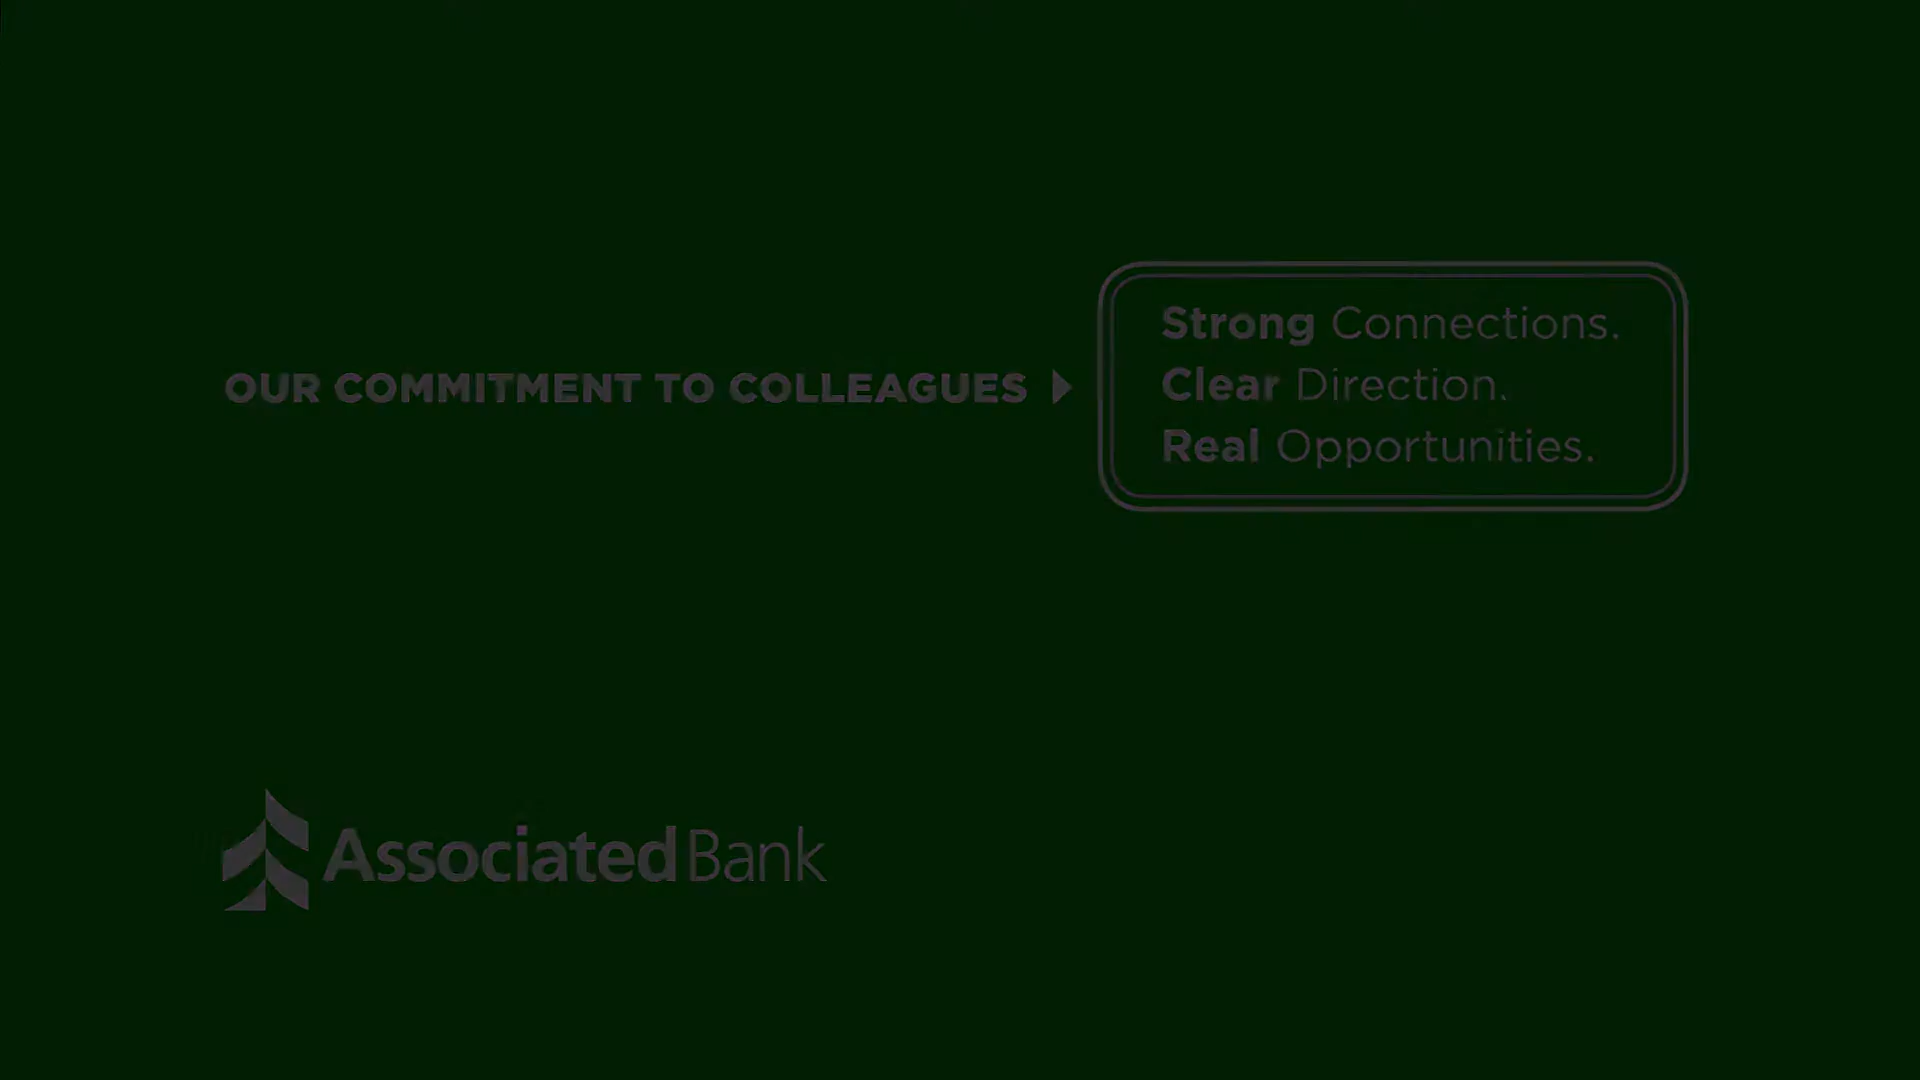 OUR COMMITMENT TO COLLEAGUES
Strong Connections.
Clear Direction.
Real Opportunities.
Associated Bank